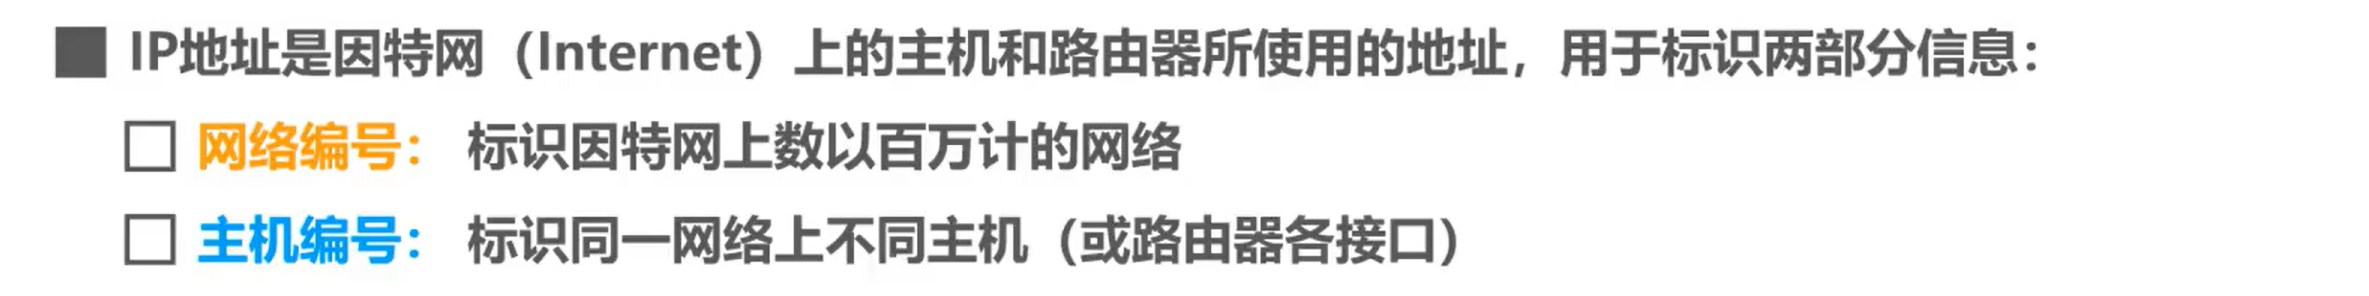 IP地址是因特网（Internet）上的主机和路由器所使用的地址，用于标识两部分信息：
网络编号： 标识因特网上数以百万计的网络
主机编号： 标识同一网络上不同主机（或路由器各接口）